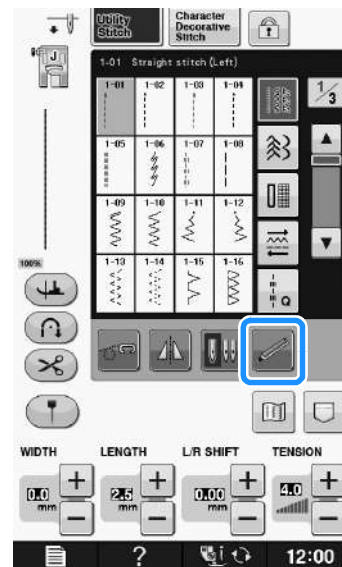 Utility
Stitch
Character
Decorative
Stitch
J
1-01 Straight stitch (Left)
1-01 1-02 1-03 1-04
1/3
1-05 1-06 1-07 1-08
1-09 1-10 1-11 1-12
1-13 1-14 1-15 1-16
100%
Q
WIDTH LENGTH L/R SHIFT TENSION
0.0 mm + − 2.5 mm + − 0.00 mm + − 4.0 + −
? 12:00